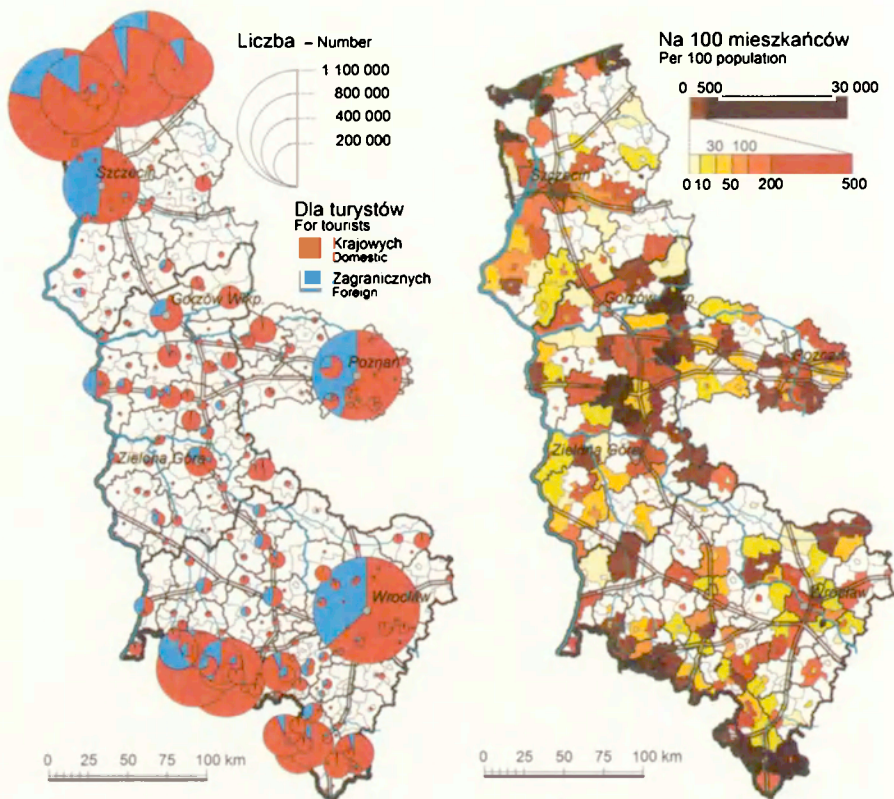 Liczba – Number
1 100 000
800 000
400 000
200 000
Dla turystów
For tourists
Krajowych
Domestic
Zagranicznych
Foreign
Szczecin
Gorzów Wlkp.
Poznań
Zielona Góra
Wrocław
0 25 50 100 km
Na 100 mieszkańców
Per 100 population
0 500 30 000
30 100
0 10 50 200 500
Szczecin
Gorzów Wlkp.
Poznań
Zielona Góra
Wrocław
0 25 50 100 km